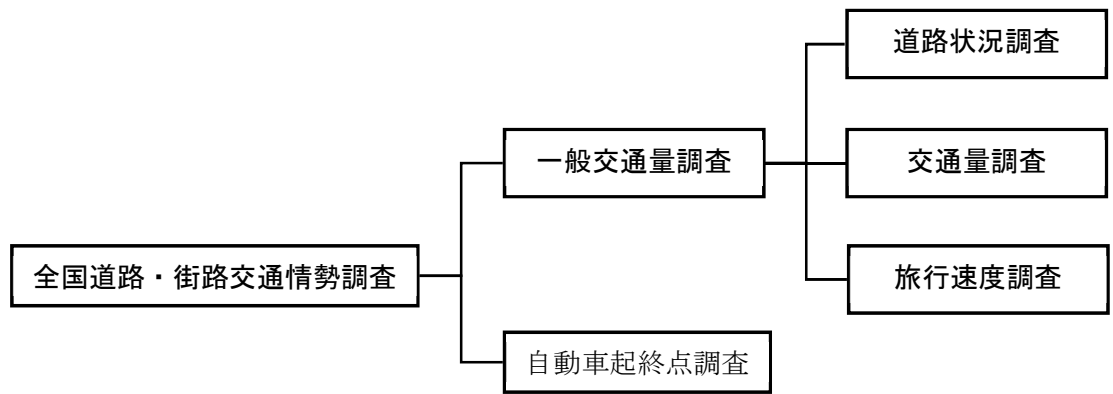 道路状況調査
一般交通量調査
交通量調査
全国道路・街路交通情勢調査
旅行速度調査
自動車起終点調査